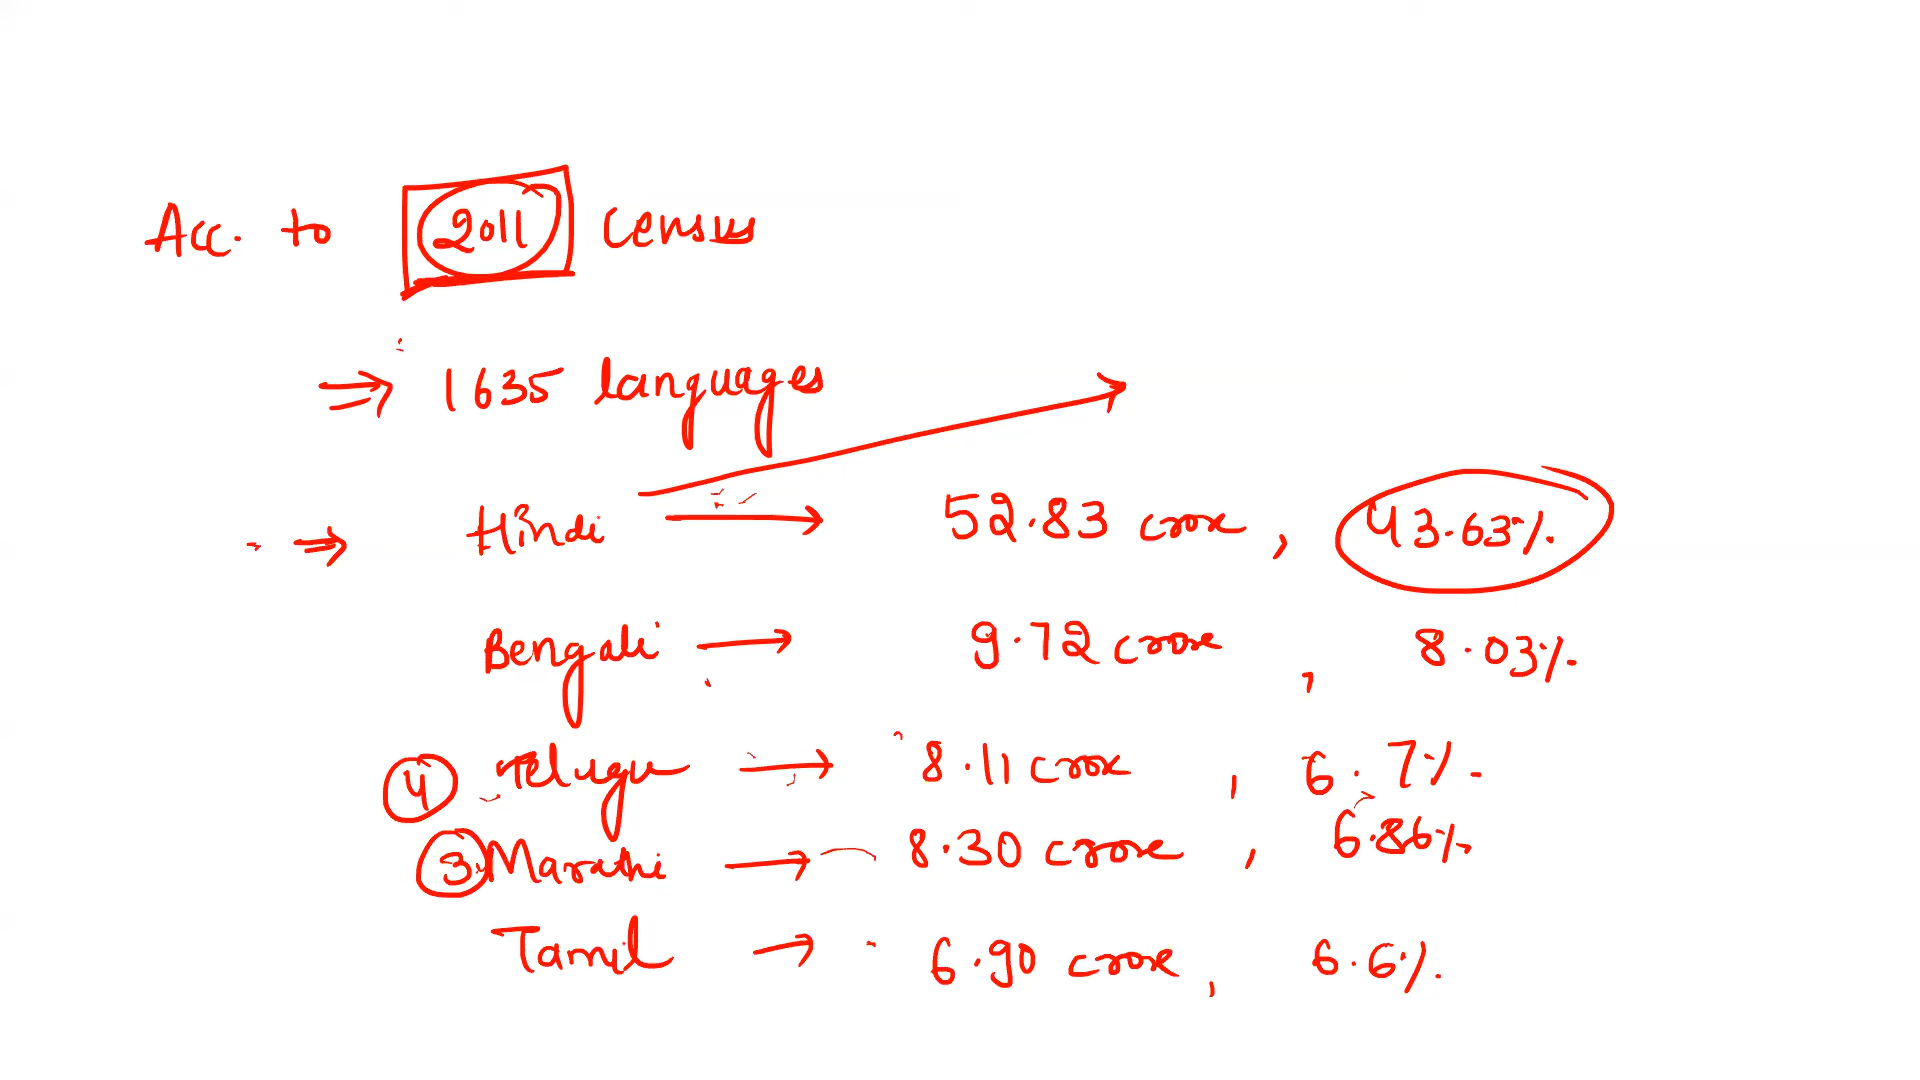 Acc. to 2011 census
⇒ 1635 languages
⇒ Hindi → 52.83 crore, 43.63%
Bengali → 9.72 crore, 8.03%
④ Telugu → 8.11 crore, 6.7%
③ Marathi → 8.30 crore, 6.86%
Tamil → 6.90 crore, 6.6%